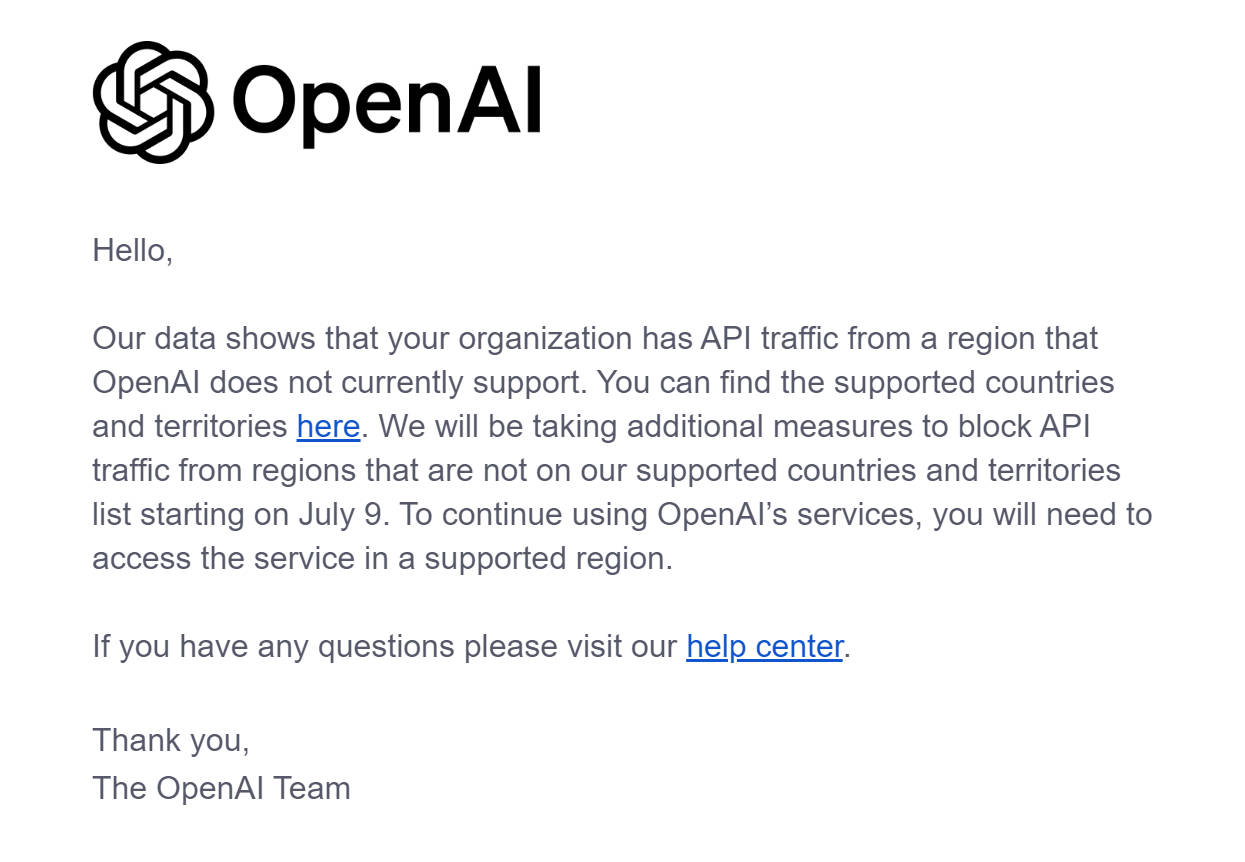 OpenAI
Hello,
Our data shows that your organization has API traffic from a region that
OpenAI does not currently support. You can find the supported countries
and territories here. We will be taking additional measures to block API
traffic from regions that are not on our supported countries and territories
list starting on July 9. To continue using OpenAI’s services, you will need to
access the service in a supported region.
If you have any questions please visit our help center.
Thank you,
The OpenAI Team